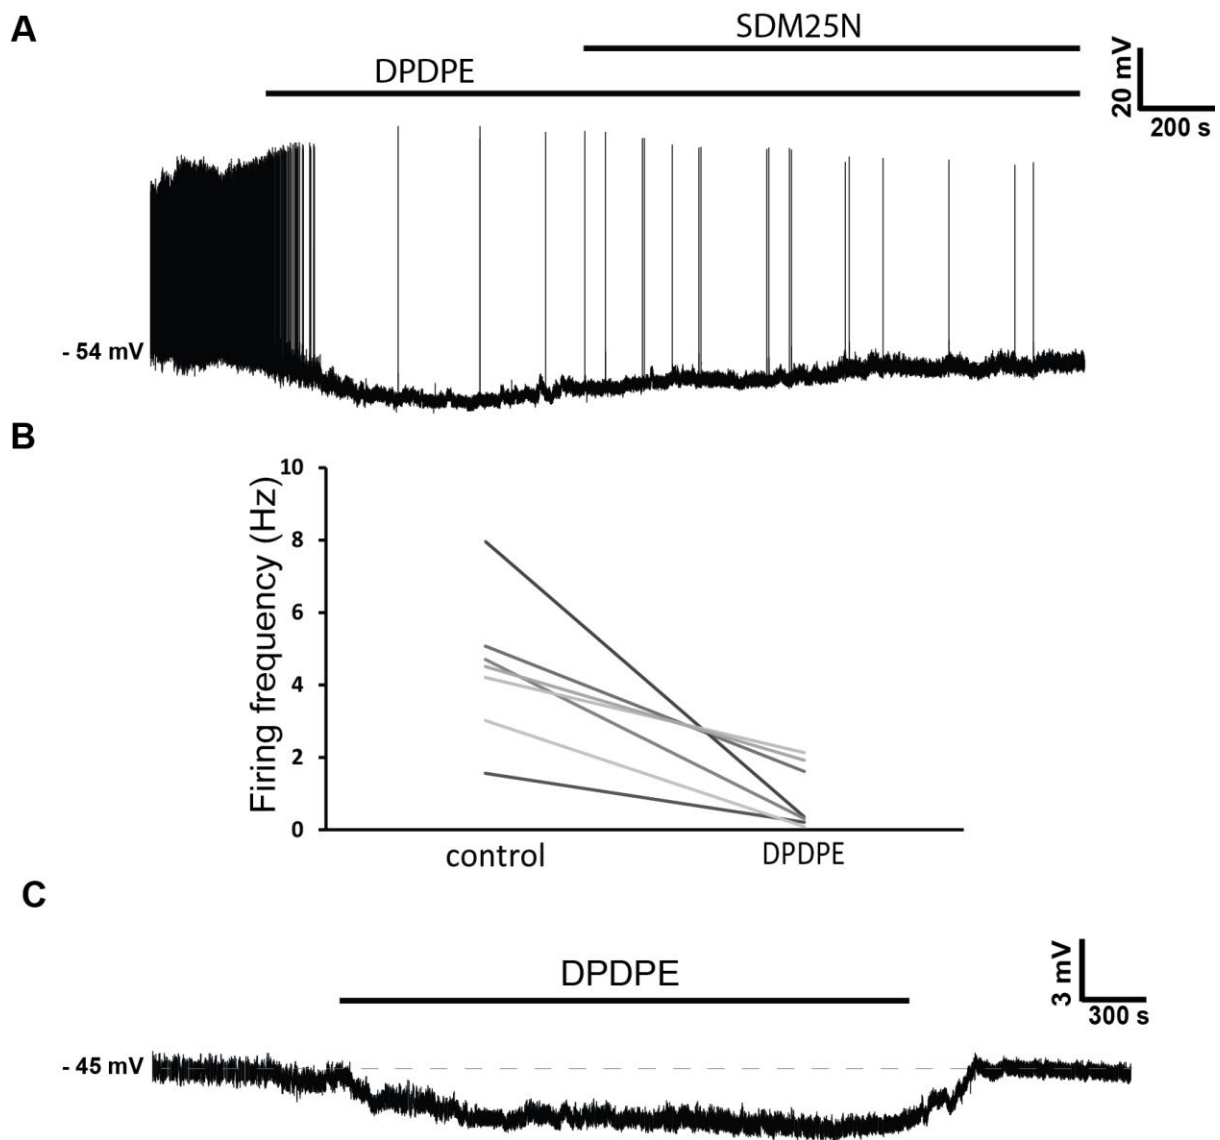 A
SDM25N
DPDPE
20 mV
200 s
- 54 mV
B
10
8
6
4
2
0
Firing frequency (Hz)
control
DPDPE
C
DPDPE
3 mV
300 s
- 45 mV